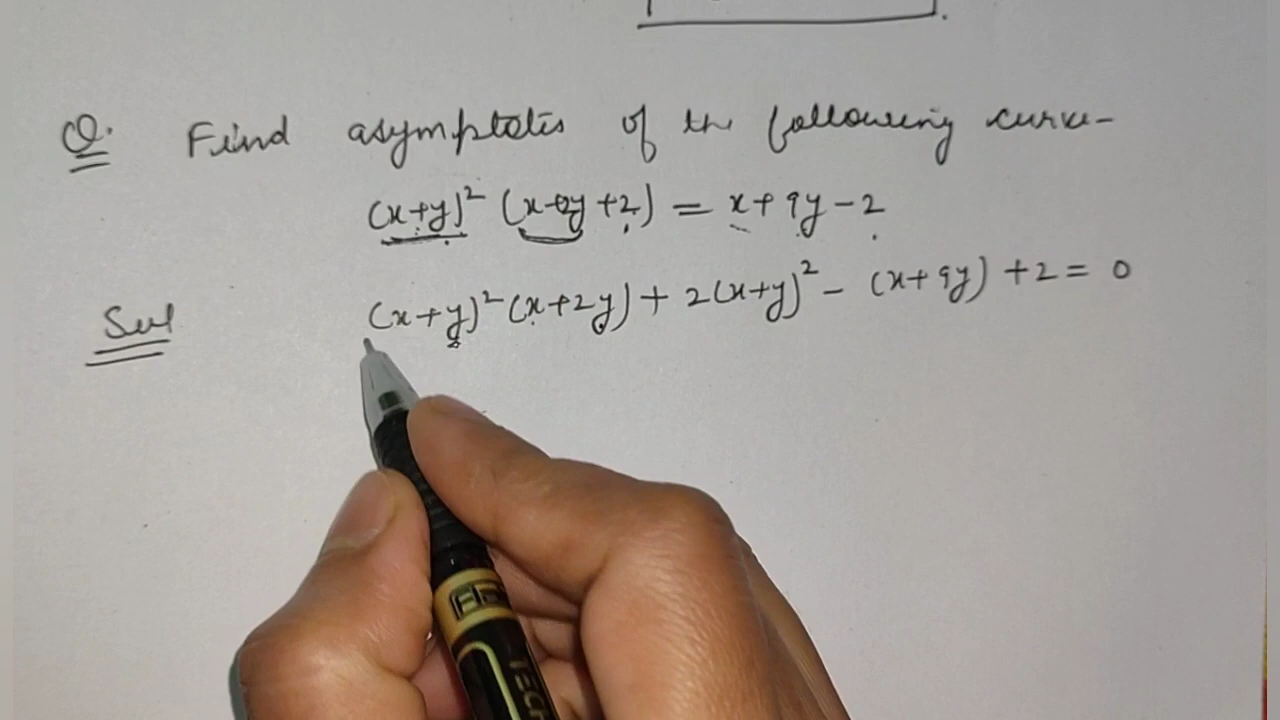 Q. Find asymptotes of the following curve-
(x+y)² (x+2y+2) = x+9y-2
Sol (x+y)² (x+2y) + 2(x+y)² - (x+9y) +2 = 0